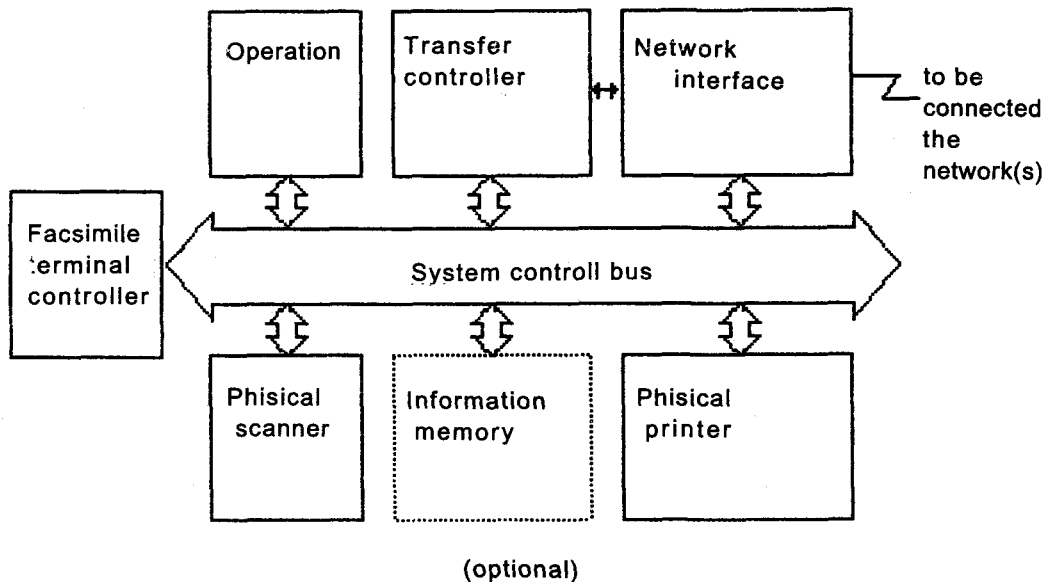 Operation
Transfer
controller
Network
interface
to be
connected
the
network(s)
Facsimile
terminal
controller
System controll bus
Phisical
scanner
Information
memory
Phisical
printer
(optional)